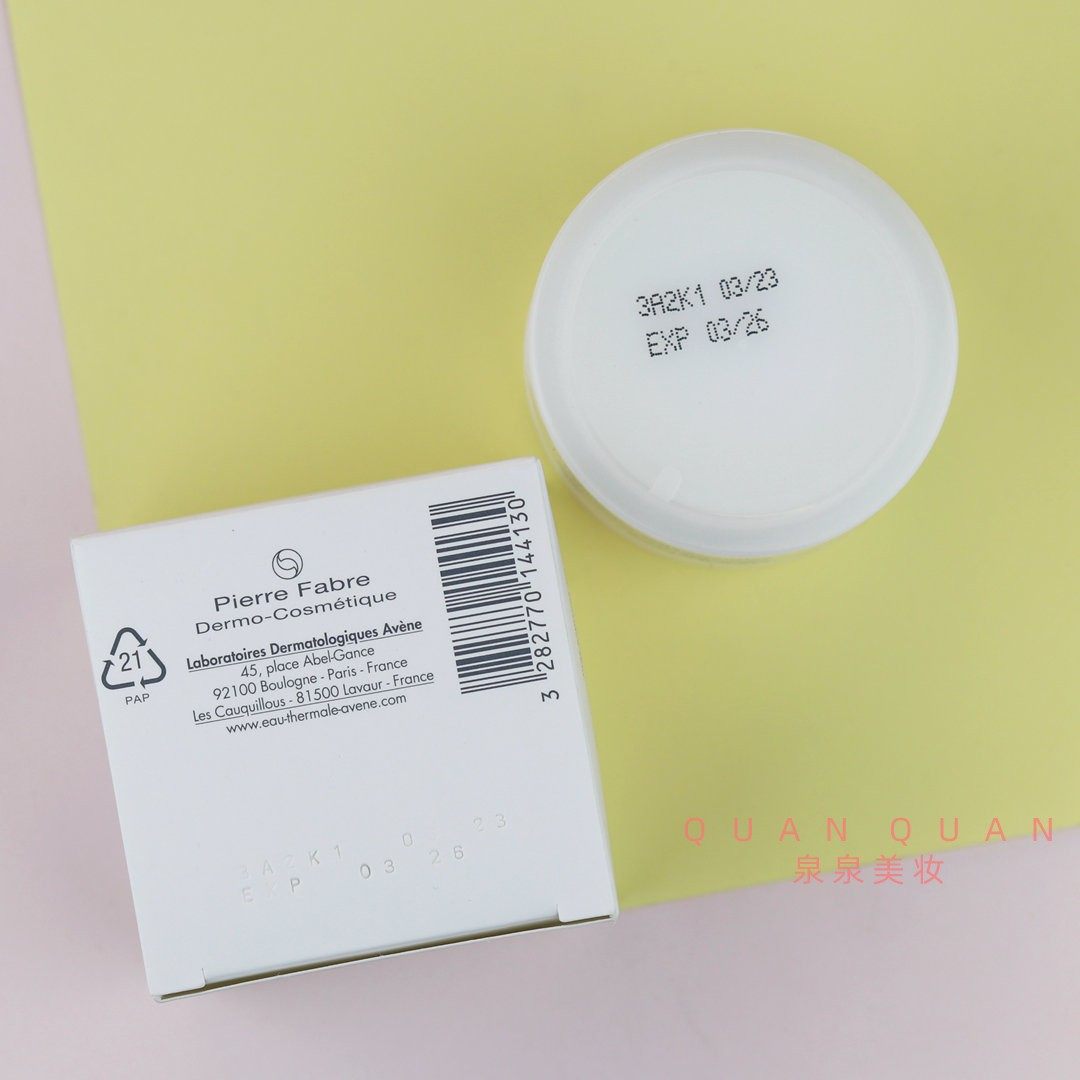 3A2K1 03/23
EXP 03/26
Pierre Fabre
Dermo-Cosmétique
Laboratoires Dermatologiques Avène
45, place Abel-Gance
92100 Boulogne - Paris - France
Les Cauquillous - 81500 Lavaur - France
www.eau-thermale-avene.com
21
PAP
3 282770 144130
3A2K1 0 23
EXP 03 26
QUAN QUAN
泉泉美妆